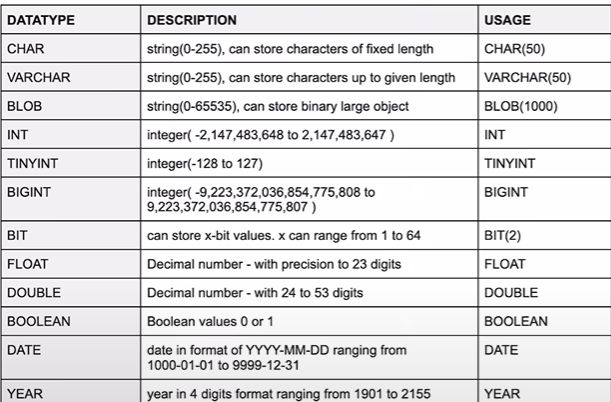 DATATYPE DESCRIPTION USAGE
CHAR string(0-255), can store characters of fixed length CHAR(50)
VARCHAR string(0-255), can store characters up to given length VARCHAR(50)
BLOB string(0-65535), can store binary large object BLOB(1000)
INT integer( -2,147,483,648 to 2,147,483,647 ) INT
TINYINT integer(-128 to 127) TINYINT
BIGINT integer( -9,223,372,036,854,775,808 to BIGINT
9,223,372,036,854,775,807 )
BIT can store x-bit values. x can range from 1 to 64 BIT(2)
FLOAT Decimal number - with precision to 23 digits FLOAT
DOUBLE Decimal number - with 24 to 53 digits DOUBLE
BOOLEAN Boolean values 0 or 1 BOOLEAN
DATE date in format of YYYY-MM-DD ranging from DATE
1000-01-01 to 9999-12-31
YEAR year in 4 digits format ranging from 1901 to 2155 YEAR